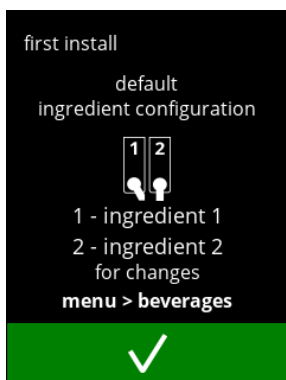 first install
default
ingredient configuration
1 2
1 - ingredient 1
2 - ingredient 2
for changes
menu > beverages